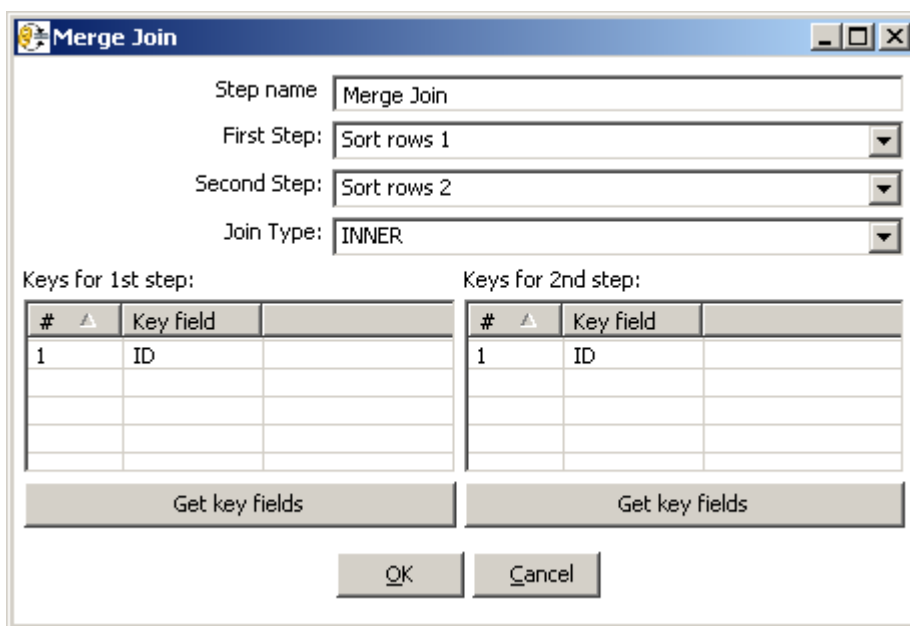 Merge Join
Step name Merge Join
First Step: Sort rows 1
Second Step: Sort rows 2
Join Type: INNER
Keys for 1st step: Keys for 2nd step:
# Key field # Key field
1 ID 1 ID
Get key fields Get key fields
OK Cancel